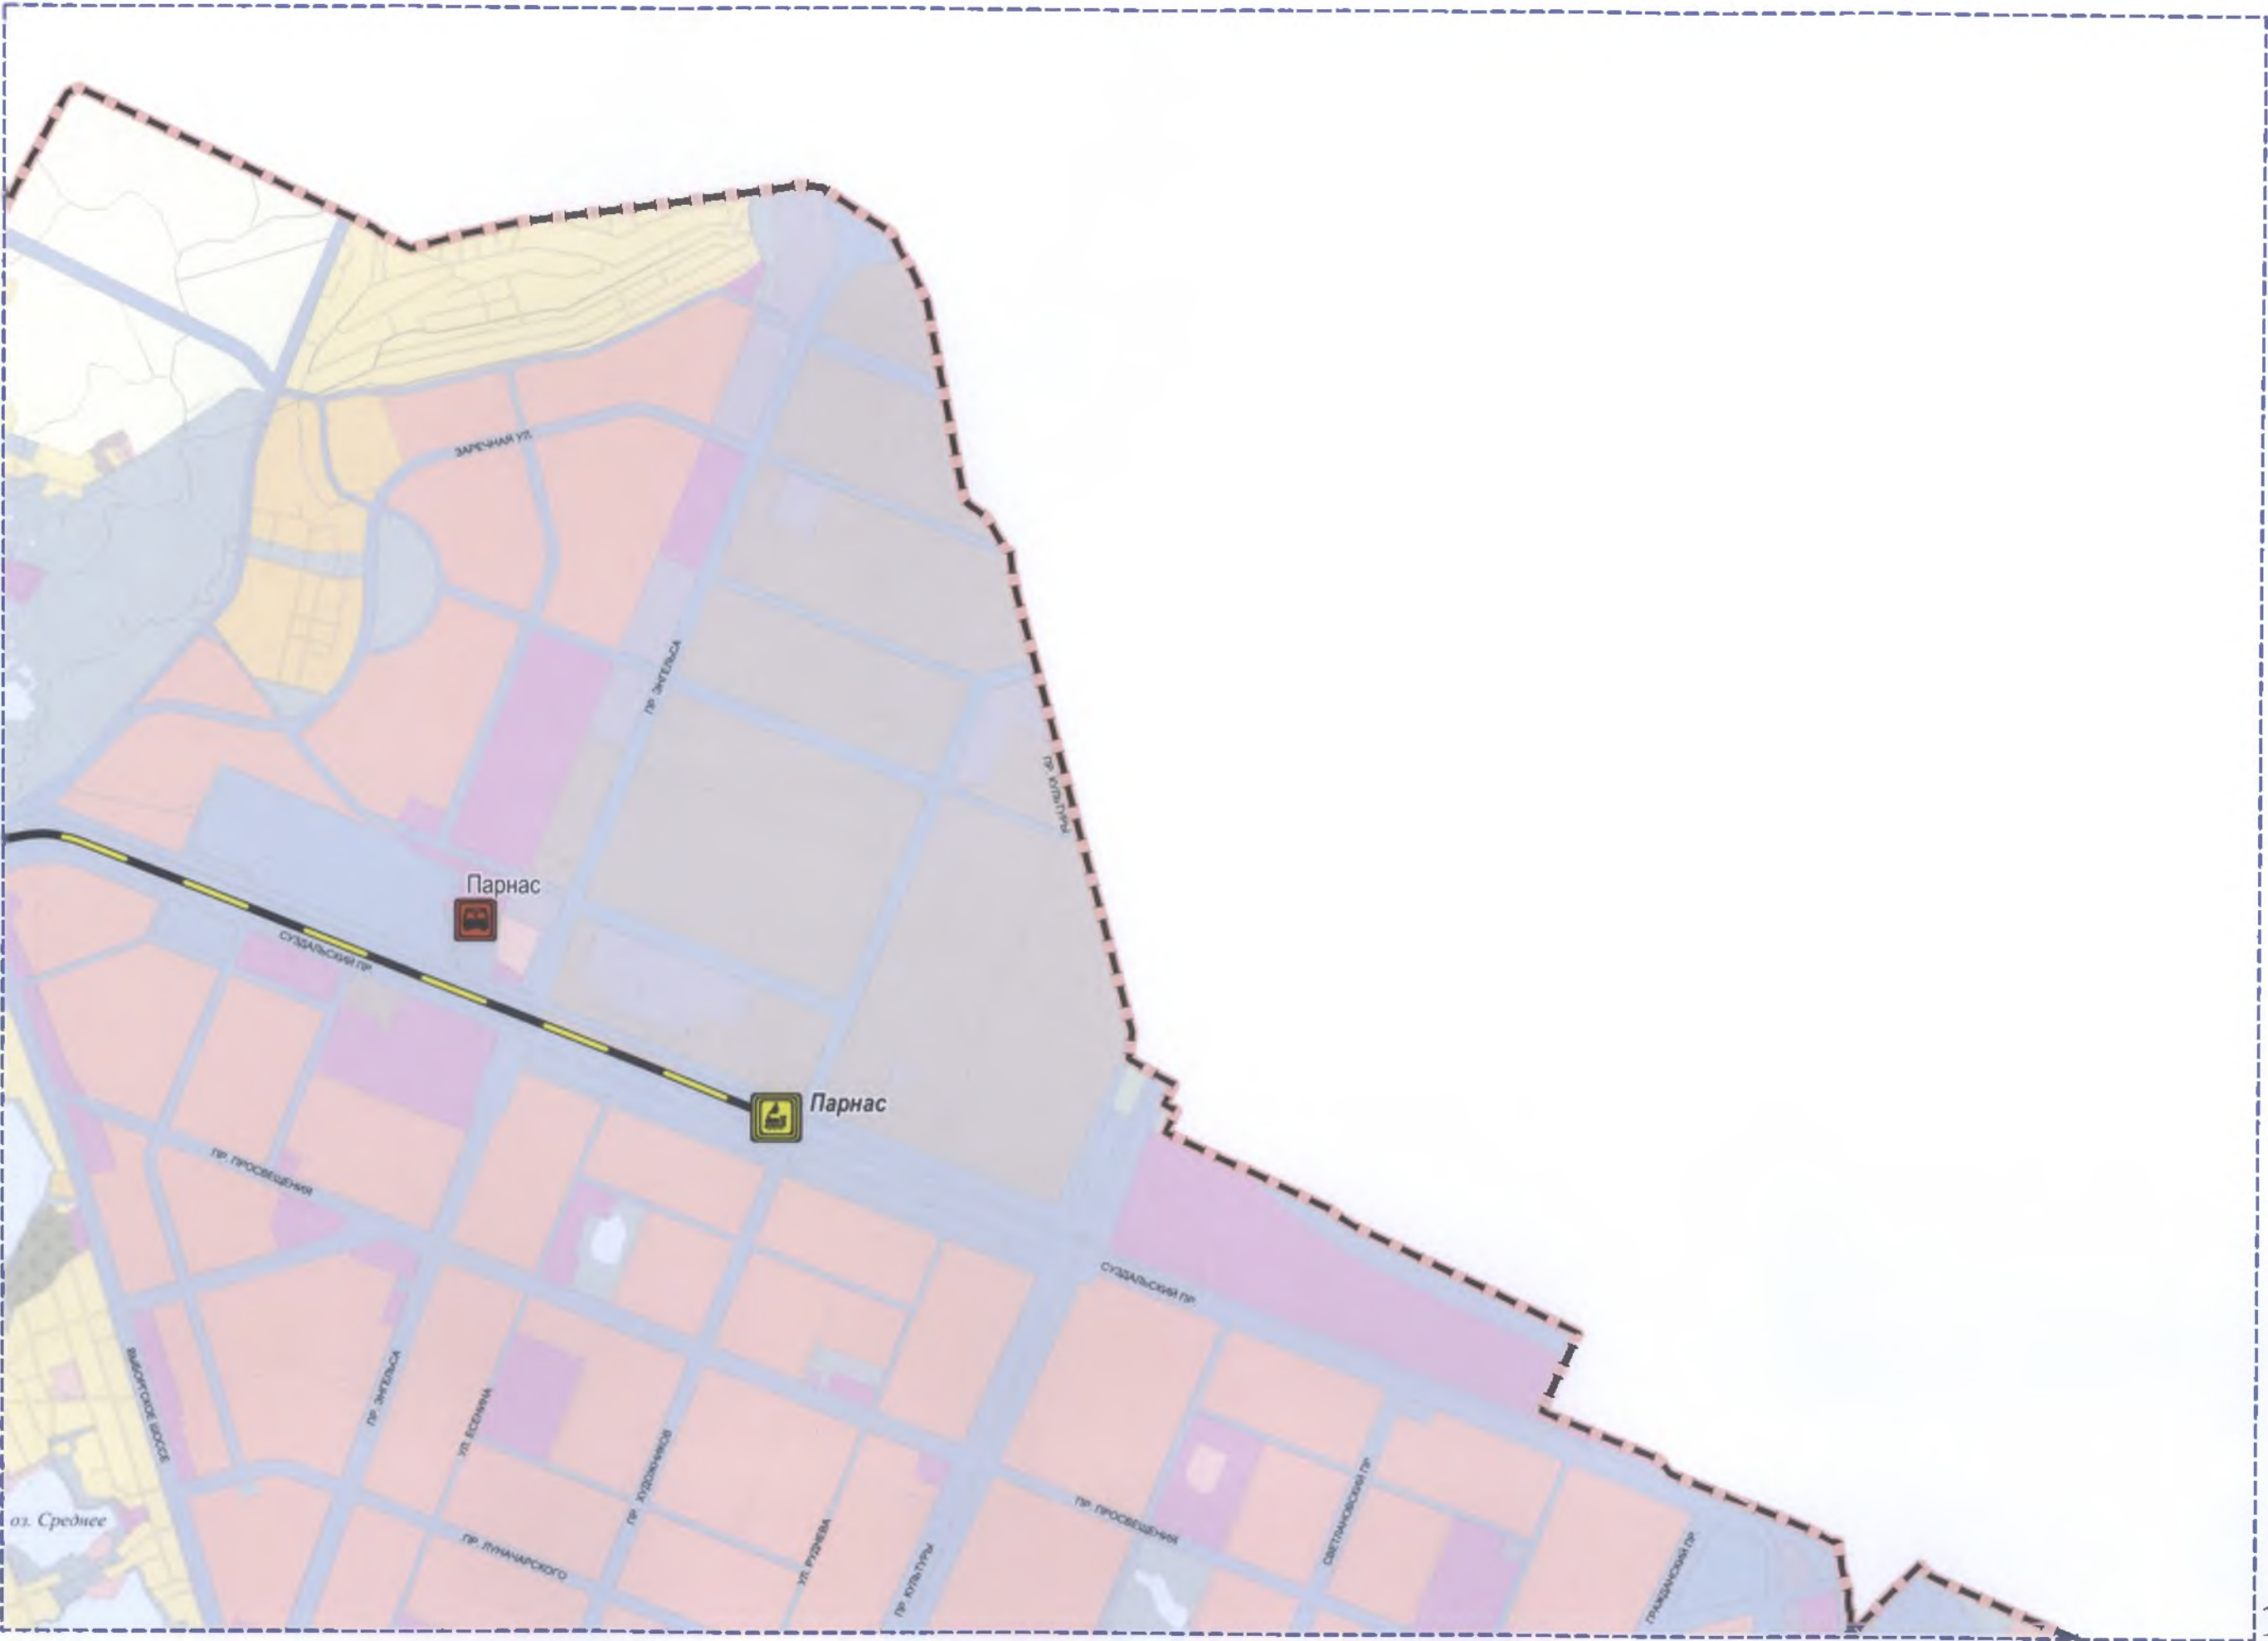 ЗАРЕЧНАЯ УЛ.
ПР. ЭНГЕЛЬСА
ПР. КУЛЬТУРЫ
Парнас
СУЗДАЛЬСКИЙ ПР.
Парнас
ПР. ПРОСВЕЩЕНИЯ
СУЗДАЛЬСКИЙ ПР.
ВЫБОРГСКОЕ ШОССЕ
ПР. ЭНГЕЛЬСА
УЛ. ЕСЕНИНА
ПР. ХУДОЖНИКОВ
СВЕТЛАНОВСКИЙ ПР.
ПР. ПРОСВЕЩЕНИЯ
оз. Среднее
ПР. ЛУНАЧАРСКОГО
УЛ. РУДНЕВА
ПР. КУЛЬТУРЫ
ГРАЖДАНСКИЙ ПР.